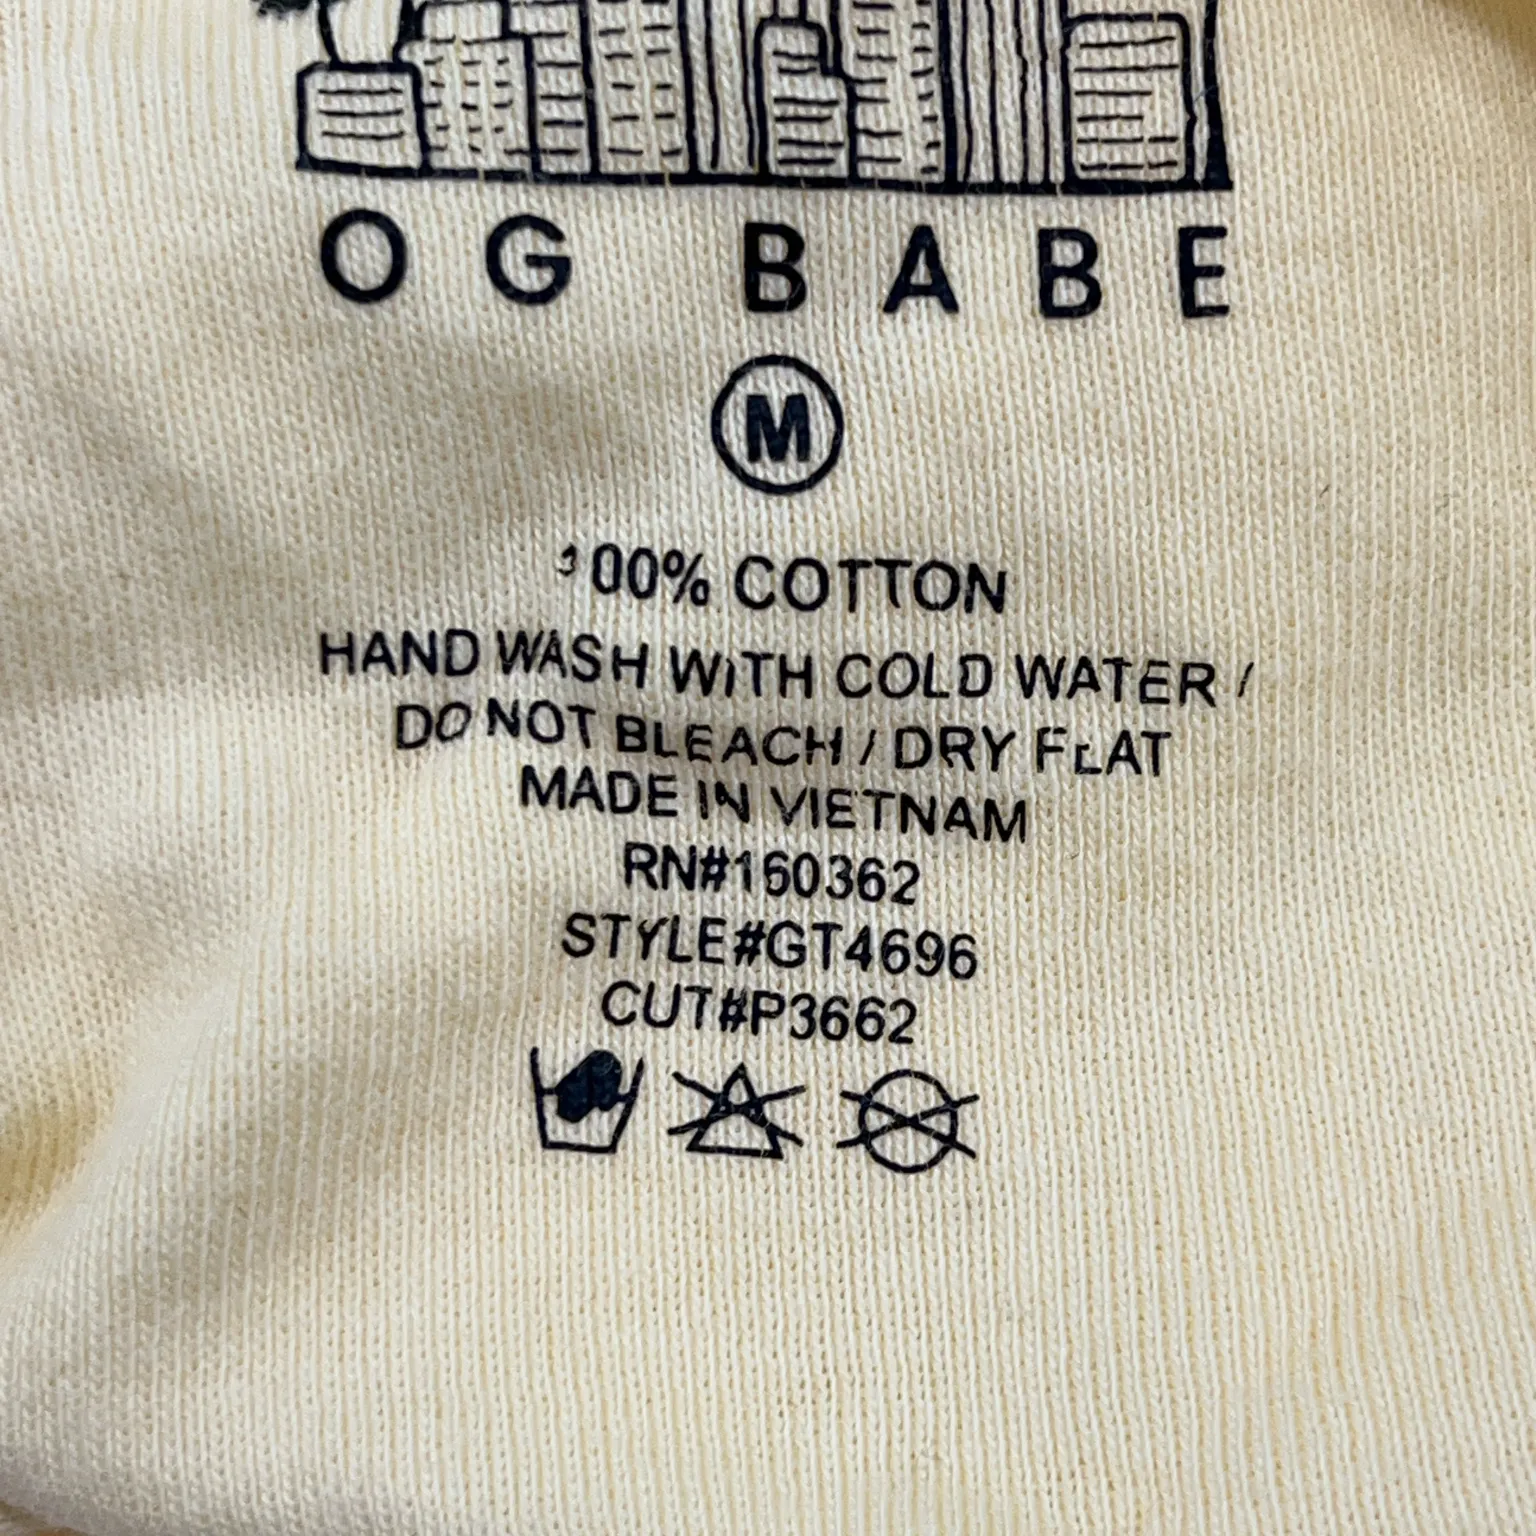 OG BABE
M
100% COTTON
HAND WASH WITH COLD WATER /
DO NOT BLEACH / DRY FLAT
MADE IN VIETNAM
RN#160362
STYLE#GT4696
CUT#P3662